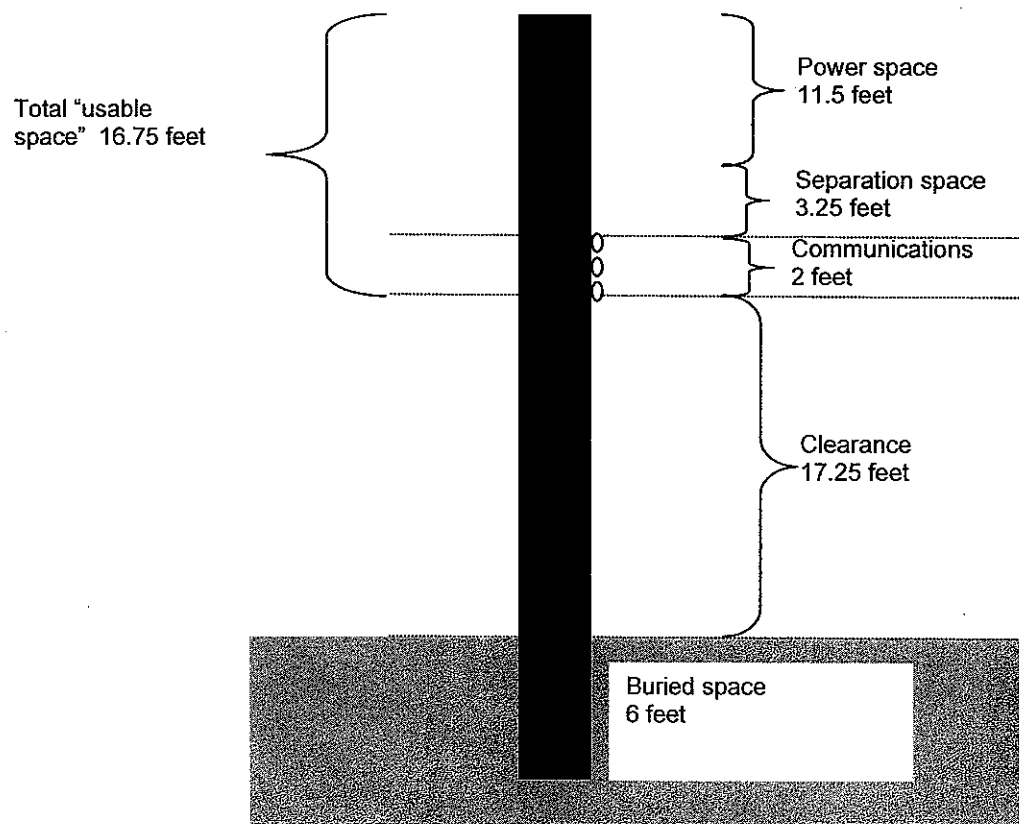 Total “usable
space” 16.75 feet
Power space
11.5 feet
Separation space
3.25 feet
Communications
2 feet
Clearance
17.25 feet
Buried space
6 feet